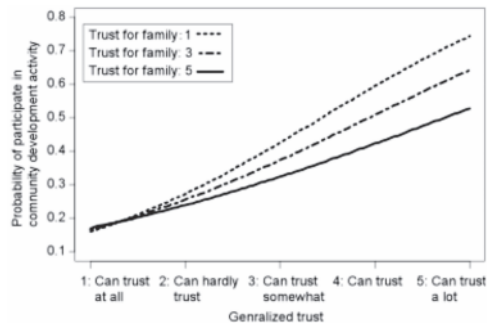 0.8
0.7
0.6
0.5
0.4
0.3
0.2
0.1
Probability of participate in
comnunity development activity
Trust for family: 1
Trust for family: 3
Trust for family: 5
1: Can trust
at all
2: Can hardly
trust
3: Can trust
somewhat
4: Can trust
5: Can trust
a lot
Genralized trust